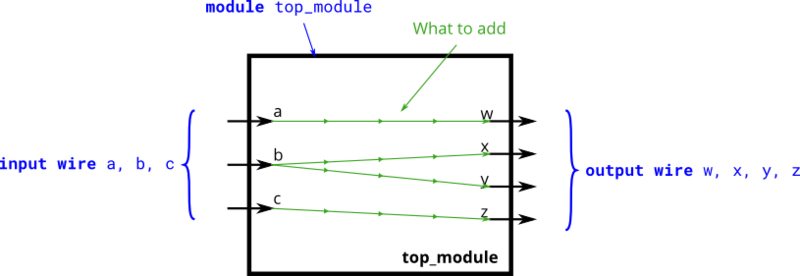 module top_module
What to add
a
w
x
b
input wire a, b, c
output wire w, x, y, z
y
c
z
top_module